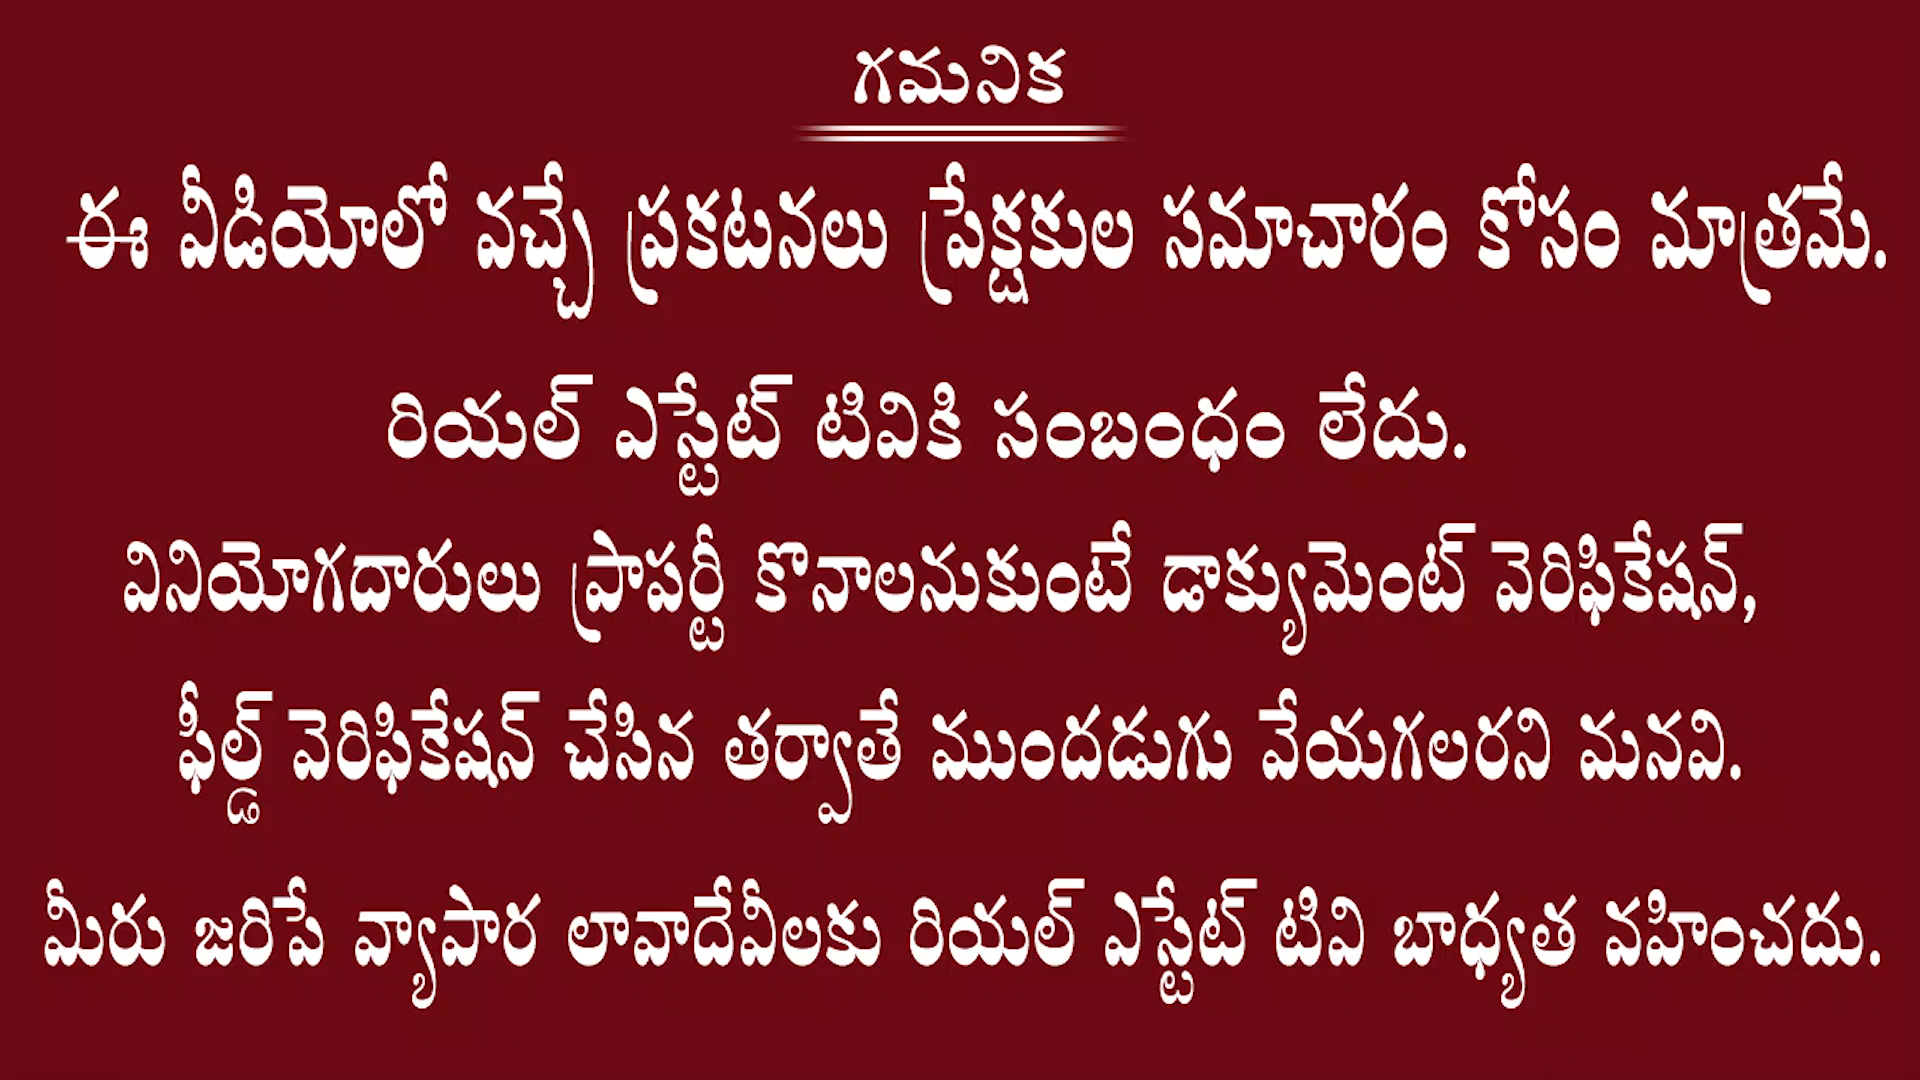 గమనిక
ఈ వీడియోలో వచ్చే ప్రకటనలు ప్రేక్షకుల సమాచారం కోసం మాత్రమే.
రియల్ ఎస్టేట్ టివికి సంబంధం లేదు.
వినియోగదారులు ప్రాపర్టీ కొనాలనుకుంటే డాక్యుమెంట్ వెరిఫికేషన్,
ఫీల్డ్ వెరిఫికేషన్ చేసిన తర్వాతే ముందడుగు వేయగలరని మనవి.
మీరు జరిపే వ్యాపార లావాదేవీలకు రియల్ ఎస్టేట్ టివి బాధ్యత వహించదు.